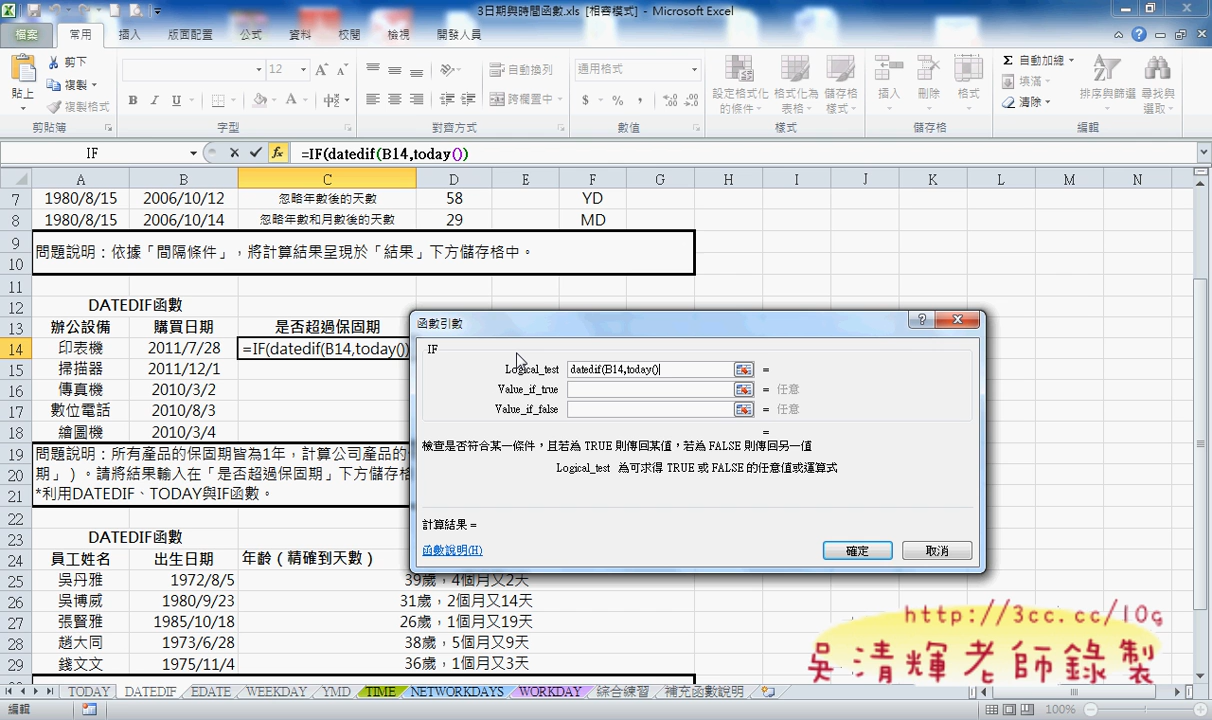 3日期與時間函數.xls [相容模式] - Microsoft Excel
檔案 常用 插入 版面配置 公式 資料 校閱 檢視 開發人員
貼上 剪下 複製 複製格式 12 B I U 中 自動換列 跨欄置中 通用格式 $ % , 設定格式化的條件 格式化為表格 儲存格樣式 插入 刪除 格式 Σ 自動加總 填滿 清除 排序與篩選 尋找與選取
剪貼簿 字型 對齊方式 數值 樣式 儲存格 編輯
IF fx =IF(datedif(B14,today())
A B C D E F G H I J K L M N
7 1980/8/15 2006/10/12 忽略年數後的天數 58 YD
8 1980/8/15 2006/10/14 忽略年數和月數後的天數 29 MD
9
問題說明：依據「間隔條件」，將計算結果呈現於「結果」下方儲存格中。
10
11
12 DATEDIF函數
13 辦公設備 購買日期 是否超過保固期
14 印表機 2011/7/28 =IF(datedif(B14,today())
15 掃描器 2011/12/1
16 傳真機 2010/3/2
17 數位電話 2010/8/3
18 繪圖機 2010/3/4
19 問題說明：所有產品的保固期皆為1年，計算公司產品的
20 期」）。請將結果輸入在「是否超過保固期」下方儲存格
21 *利用DATEDIF、TODAY與IF函數。
22
23 DATEDIF函數
24 員工姓名 出生日期 年齡（精確到天數）
25 吳丹雅 1972/8/5 39歲，4個月又2天
26 吳博威 1980/9/23 31歲，2個月又14天
27 張賢雅 1985/10/18 26歲，1個月又19天
28 趙大同 1973/6/28 38歲，5個月又9天
29 錢文文 1975/11/4 36歲，1個月又3天
函數引數
IF
Logical_test datedif(B14,today() =
Value_if_true = 任意
Value_if_false = 任意
=
檢查是否符合某一條件，且若為 TRUE 則傳回某值，若為 FALSE 則傳回另一值
Logical_test 為可求得 TRUE 或 FALSE 的任意值或運算式
計算結果 =
函數說明(H) 確定 取消
http://3cc.cc/10g
吳清輝老師錄製
TODAY DATEDIF EDATE WEEKDAY YMD TIME NETWORKDAYS WORKDAY 綜合練習 補充函數說明
編輯 100%